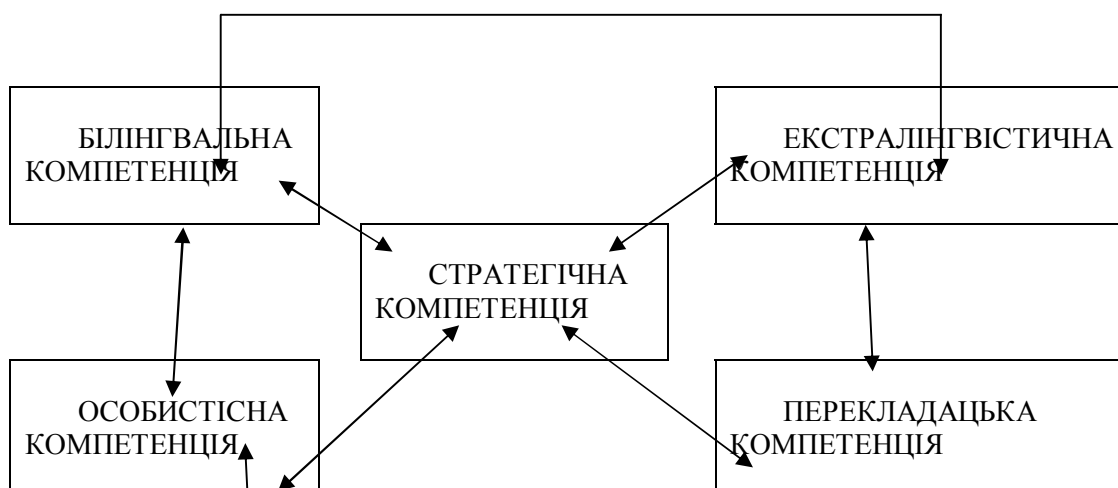 БІЛІНГВАЛЬНА
КОМПЕТЕНЦІЯ
ЕКСТРАЛІНГВІСТИЧНА
КОМПЕТЕНЦІЯ
СТРАТЕГІЧНА
КОМПЕТЕНЦІЯ
ОСОБИСТІСНА
КОМПЕТЕНЦІЯ
ПЕРЕКЛАДАЦЬКА
КОМПЕТЕНЦІЯ